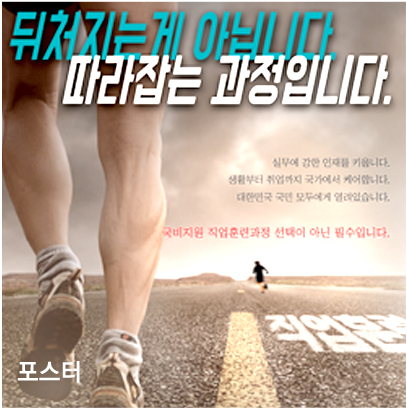 뒤처지는게 아닙니다.
따라잡는 과정입니다.
실무에 강한 인재를 키웁니다.
생활부터 취업까지 국가에서 케어합니다.
대한민국 국민 모두에게 열려있습니다.
국비지원 직업훈련과정 선택이 아닌 필수입니다.
직업훈련
포스터